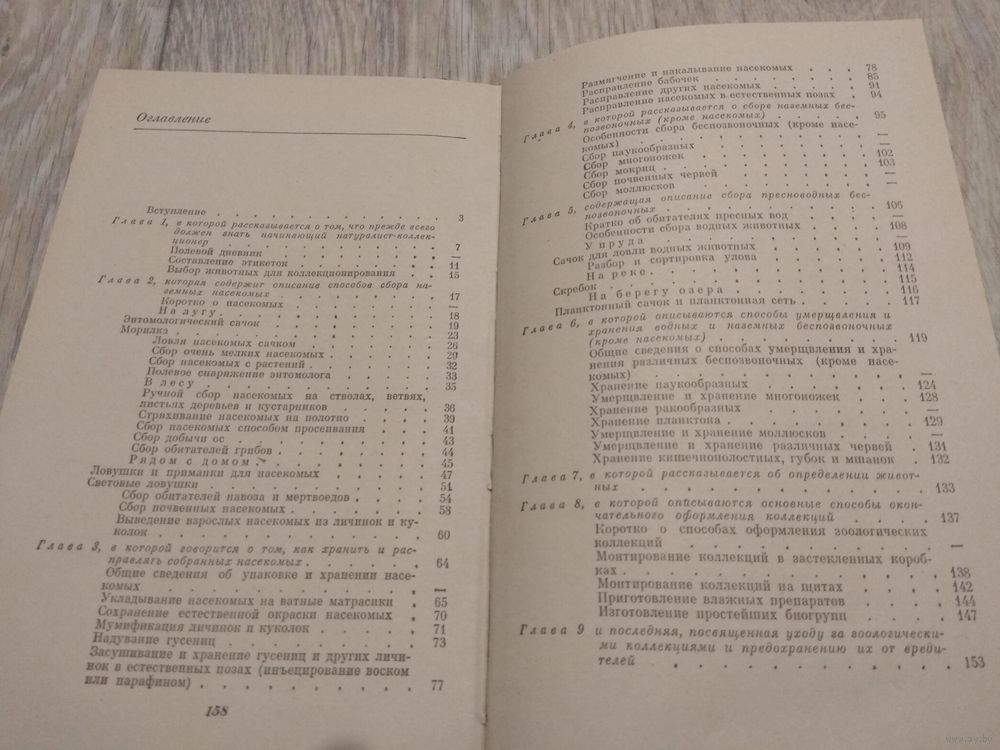 Оглавление
Вступление . . . . . . . . . . . . 3
Глава 1, в которой рассказывается о том, что прежде всего
должен знать начинающий натуралист-коллек-
ционер . . . . . . . . . . . . 7
Полевой дневник . . . . . . . . . —
Составление этикеток . . . . . . . . 11
Выбор животных для коллекционирования . . 15
Глава 2, которая содержит описание способов сбора на-
земных насекомых . . . . . . . . . 17
Коротко о насекомых . . . . . . . . —
На лугу . . . . . . . . . . . 18
Энтомологический сачок . . . . . . . . 19
Морилка . . . . . . . . . . . . 23
Ловля насекомых сачком . . . . . . . 26
Сбор очень мелких насекомых . . . . . . 29
Сбор насекомых с растений . . . . . . . 32
Полевое снаряжение энтомолога . . . . . 33
В лесу . . . . . . . . . . . . 35
Ручной сбор насекомых на стволах, ветвях,
листьях деревьев и кустарников . . . . . 36
Стряхивание насекомых на полотно . . . . 39
Сбор насекомых способом просеивания . . . 41
Сбор добычи ос . . . . . . . . . . 43
Сбор обитателей грибов . . . . . . . . 44
Рядом с домом . . . . . . . . . 45
Ловушки и приманки для насекомых . . . . . 47
Световые ловушки . . . . . . . . . . 51
Сбор обитателей навоза и мертвоедов . . . . 54
Сбор почвенных насекомых . . . . . . . 58
Выведение взрослых насекомых из личинок и ку-
колок . . . . . . . . . . . . 60
Глава 3, в которой говорится о том, как хранить и рас-
правлять собранных насекомых . . . . . . 64
Общие сведения об упаковке и хранении насе-
комых . . . . . . . . . . . . —
Укладывание насекомых на ватные матрасики . 65
Сохранение естественной окраски насекомых . 70
Мумификация личинок и куколок . . . . . 71
Надувание гусениц . . . . . . . . . 73
Засушивание и хранение гусениц и других личи-
нок в естественных позах (инъецирование воском
или парафином) . . . . . . . . . . 77
158
Размягчение и накалывание насекомых . . . 78
Расправление бабочек . . . . . . . . 85
Расправление других насекомых . . . . . 91
Расправление насекомых в естественных позах . 94
Глава 4, в которой рассказывается о сборе наземных бес-
позвоночных (кроме насекомых) . . . . . 95
Особенности сбора беспозвоночных (кроме насе-
комых) . . . . . . . . . . . . —
Сбор паукообразных . . . . . . . . . —
Сбор многоножек . . . . . . . . . 102
Сбор мокриц . . . . . . . . . . . 103
Сбор почвенных червей . . . . . . . . —
Сбор моллюсков . . . . . . . . . . —
Глава 5, содержащая описание сбора пресноводных бес-
позвоночных . . . . . . . . . . . 106
Кратко об обитателях пресных вод . . . . . —
Особенности сбора водных животных . . . . 108
У пруда . . . . . . . . . . . —
Сачок для ловли водных животных . . . . . 109
Разбор и сортировка улова . . . . . . . 112
На реке . . . . . . . . . . . 114
Скребок . . . . . . . . . . . . 115
На берегу озера . . . . . . . . 116
Планктонный сачок и планктонная сеть . . . . 117
Глава 6, в которой описываются способы умерщвления и
хранения водных и наземных беспозвоночных
(кроме насекомых) . . . . . . . . . 119
Общие сведения о способах умерщвления и хра-
нения различных беспозвоночных (кроме насе-
комых) . . . . . . . . . . . . —
Хранение паукообразных . . . . . . . 124
Умерщвление и хранение многоножек . . . . 128
Хранение ракообразных . . . . . . . . —
Хранение планктона . . . . . . . . . 129
Умерщвление и хранение моллюсков . . . . —
Умерщвление и хранение различных червей . 131
Хранение кишечнополостных, губок и мшанок . 132
Глава 7, в которой рассказывается об определении живот-
ных . . . . . . . . . . . . . 133
Глава 8, в которой описываются основные способы окон-
чательного оформления коллекций . . . . 137
Коротко о способах оформления зоологических
коллекций . . . . . . . . . . . —
Монтирование коллекций в застекленных короб-
ках . . . . . . . . . . . . . 138
Монтирование коллекций на щитах . . . . 142
Приготовление влажных препаратов . . . . 144
Изготовление простейших биогрупп . . . . 147
Глава 9 и последняя, посвященная уходу за зоологически-
ми коллекциями и предохранению их от вреди-
телей . . . . . . . . . . . . 153
www.ay.by